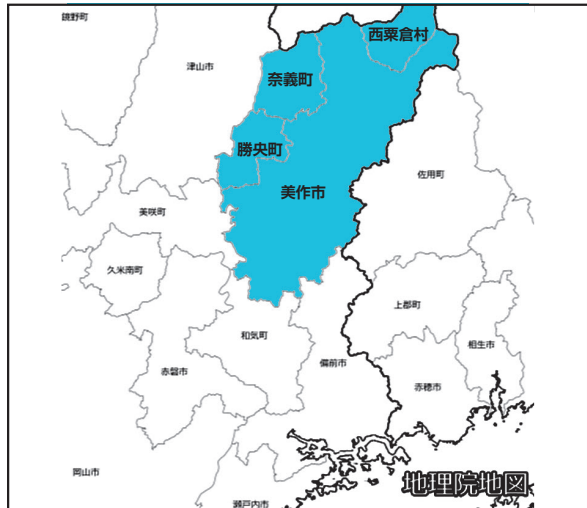 鏡野町
西粟倉村
津山市
奈義町
勝央町
佐用町
美作市
美咲町
久米南町
上郡町
和気町
相生市
備前市
赤磐市
赤穂市
岡山市
地理院地図
瀬戸内市